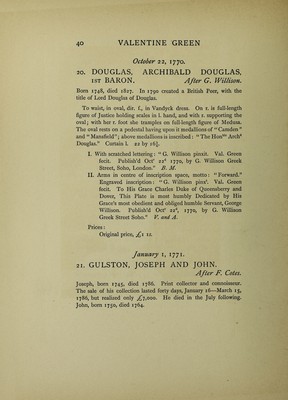 40 VALENTINE GREEN
October 22, 1770.
20. DOUGLAS, ARCHIBALD DOUGLAS,
1ST BARON. After G. Willison.
Born 1748, died 1827. In 1790 created a British Peer, with the
title of Lord Douglas of Douglas.
To waist, in oval, dir. f., in Vandyck dress. On r. is full-length
figure of Justice holding scales in l. hand, and with r. supporting the
oval; with her r. foot she tramples on full-length figure of Medusa.
The oval rests on a pedestal having upon it medallions of "Camden"
and "Mansfield"; above medallions is inscribed: "The Honble Archd
Douglas." Curtain l. 22 by 16¾.
I. With scratched lettering: "G. Willison pinxit. Val. Green
fecit. Publish'd Octr 22d 1770, by G. Willison Greek
Street, Soho, London." B. M.
II. Arms in centre of inscription space, motto: "Forward."
Engraved inscription: "G. Willison pinxt. Val. Green
fecit. To His Grace Charles Duke of Queensberry and
Dover, This Plate is most humbly Dedicated by His
Grace's most obedient and obliged humble Servant, George
Willison. Publish'd Octr 22d, 1770, by G. Willison
Greek Street Soho." V. and A.
Prices:
Original price, £1 1s.
January 1, 1771.
21. GULSTON, JOSEPH AND JOHN.
After F. Cotes.
Joseph, born 1745, died 1786. Print collector and connoisseur.
The sale of his collection lasted forty days, January 16—March 15,
1786, but realized only £7,000. He died in the July following.
John, born 1750, died 1764.